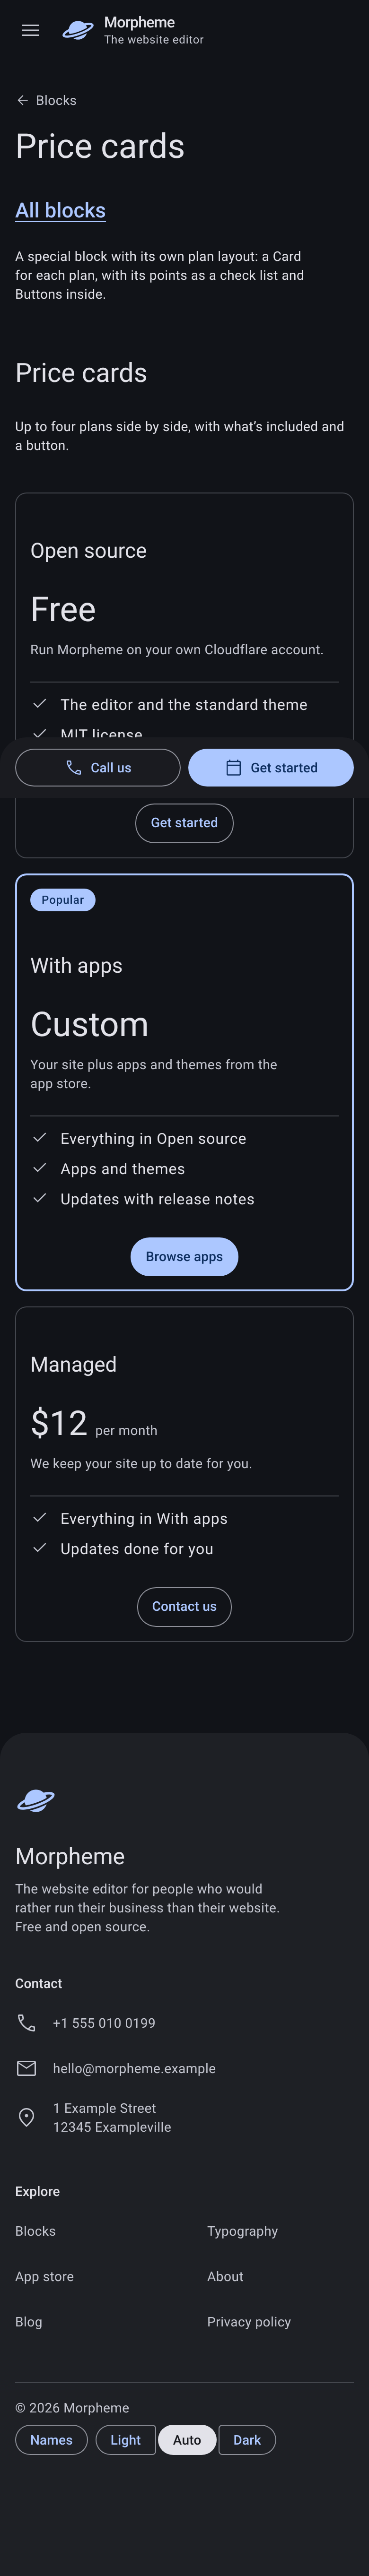 Morpheme
The website editor
Blocks
Price cards
All blocks
A special block with its own plan layout: a Card
for each plan, with its points as a check list and
Buttons inside.
Price cards
Up to four plans side by side, with what’s included and
a button.
Open source
Free
Run Morpheme on your own Cloudflare account.
The editor and the standard theme
MIT license
Call us
Get started
Get started
Popular
With apps
Custom
Your site plus apps and themes from the
app store.
Everything in Open source
Apps and themes
Updates with release notes
Browse apps
Managed
$12 per month
We keep your site up to date for you.
Everything in With apps
Updates done for you
Contact us
Morpheme
The website editor for people who would
rather run their business than their website.
Free and open source.
Contact
+1 555 010 0199
hello@morpheme.example
1 Example Street
12345 Exampleville
Explore
Blocks
Typography
App store
About
Blog
Privacy policy
© 2026 Morpheme
Names
Light
Auto
Dark